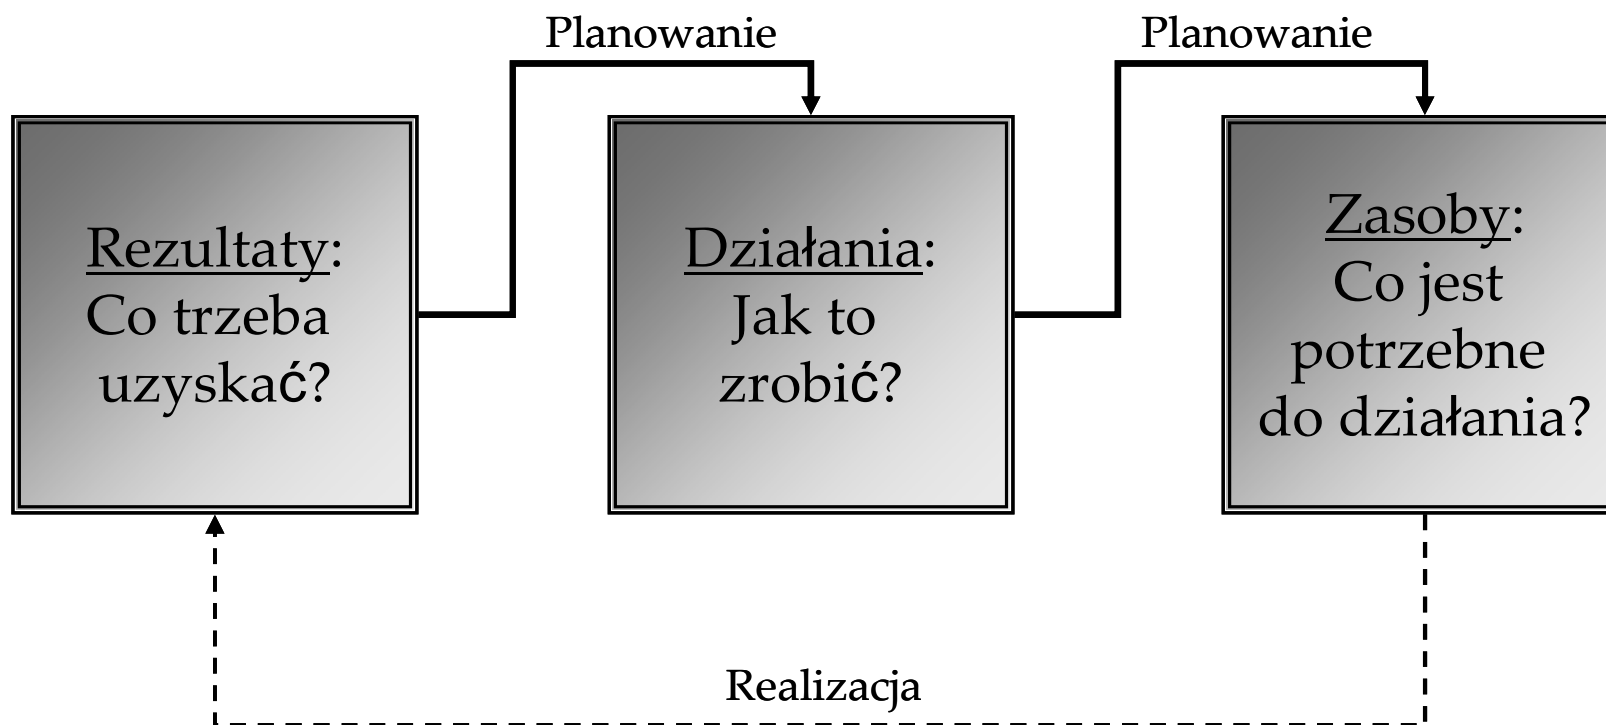 Planowanie
Planowanie
Rezultaty:
Co trzeba
uzyskać?
Działania:
Jak to
zrobić?
Zasoby:
Co jest
potrzebne
do działania?
Realizacja